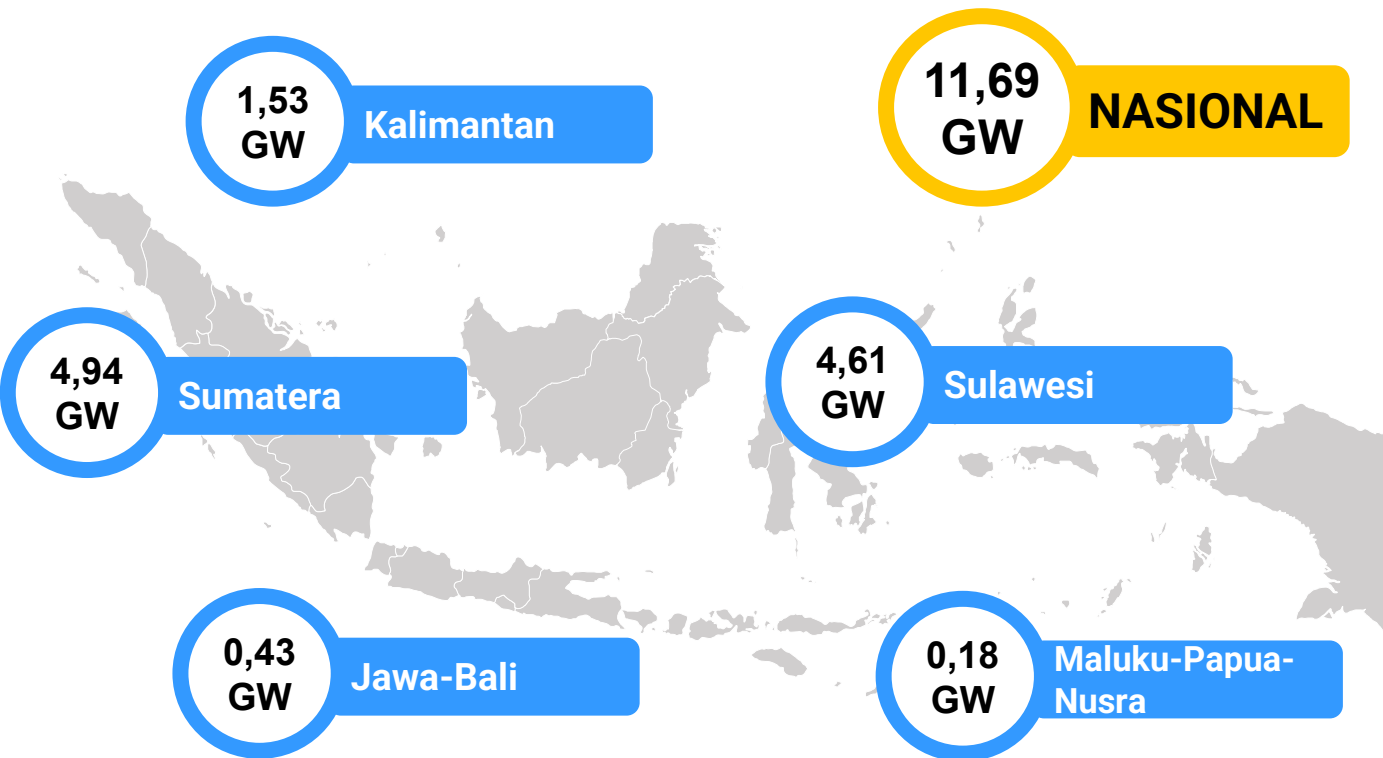 1,53
GW
Kalimantan
11,69
GW
NASIONAL
4,94
GW
Sumatera
4,61
GW
Sulawesi
0,43
GW
Jawa-Bali
0,18
GW
Maluku-Papua-
Nusra